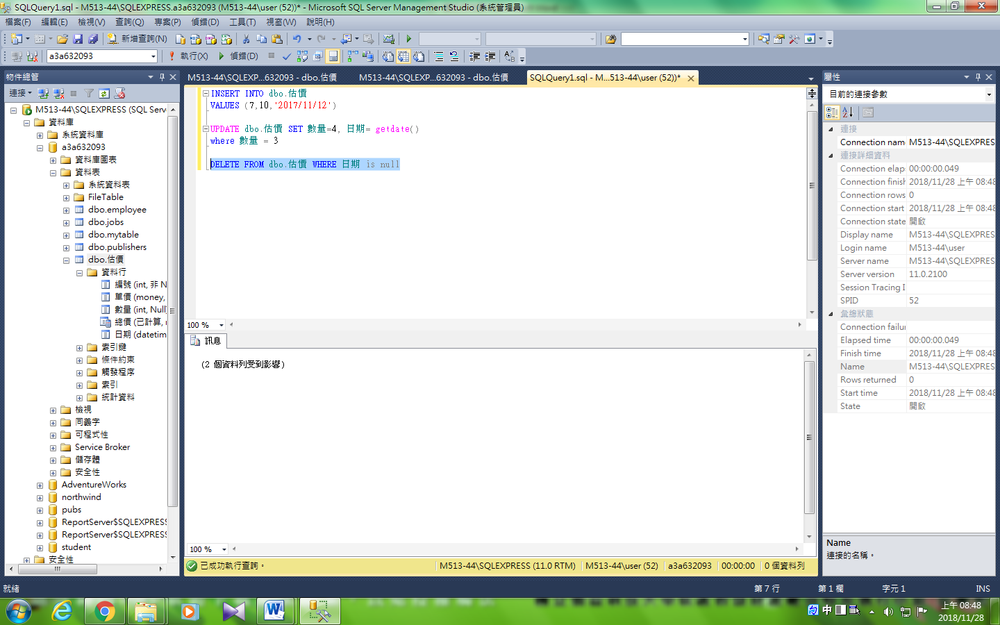 SQLQuery1.sql - M513-44\SQLEXPRESS.a3a632093 (M513-44\user (52))* - Microsoft SQL Server Management Studio (系統管理員)
檔案(F) 編輯(E) 檢視(V) 查詢(Q) 專案(P) 偵錯(D) 工具(T) 視窗(W) 說明(H)
新增查詢(N)
a3a632093 執行(X) 偵錯(D)
物件總管
連接
M513-44\SQLEXPRESS (SQL Serv
資料庫
系統資料庫
a3a632093
資料庫圖表
資料表
系統資料表
FileTable
dbo.employee
dbo.jobs
dbo.mytable
dbo.publishers
dbo.估價
資料行
編號 (int, 非 N
單價 (money,
數量 (int, Null)
總價 (已計算, 
日期 (datetim
索引鍵
條件約束
觸發程序
索引
統計資料
檢視
同義字
可程式性
Service Broker
儲存體
安全性
AdventureWorks
northwind
pubs
ReportServer$SQLEXPRESS
ReportServer$SQLEXPRESS
student
安全性
M513-44\SQLEXP...632093 - dbo.估價 M513-44\SQLEXP...632093 - dbo.估價 SQLQuery1.sql - M...513-44\user (52))*
INSERT INTO dbo.估價
VALUES (7,10,'2017/11/12')
UPDATE dbo.估價 SET 數量=4, 日期= getdate()
where 數量 = 3
DELETE FROM dbo.估價 WHERE 日期 is null
100 %
訊息
(2 個資料列受到影響)
100 %
已成功執行查詢。 M513-44\SQLEXPRESS (11.0 RTM) M513-44\user (52) a3a632093 00:00:00 0 個資料列
屬性
目前的連接參數
連接
Connection name M513-44\SQLEXPRES
連接詳細資料
Connection elap 00:00:00.049
Connection finish 2018/11/28 上午 08:48
Connection rows 0
Connection start 2018/11/28 上午 08:48
Connection state 開啟
Display name M513-44\SQLEXPRES
Login name M513-44\user
Server name M513-44\SQLEXPRES
Server version 11.0.2100
Session Tracing I
SPID 52
彙總狀態
Connection failur
Elapsed time 00:00:00.049
Finish time 2018/11/28 上午 08:48
Name M513-44\SQLEXPRES
Rows returned 0
Start time 2018/11/28 上午 08:48
State 開啟
Name
連接的名稱。
就緒 第 7 行 第 1 欄 字元 1 INS
中
上午 08:48
2018/11/28